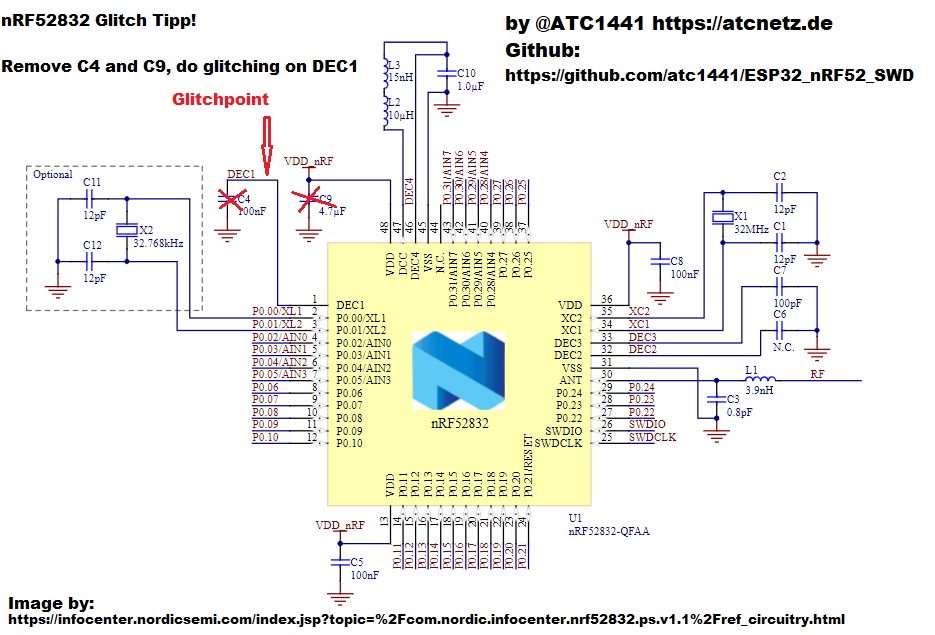 nRF52832 Glitch Tipp!
by @ATC1441 https://atcnetz.de
Github:
https://github.com/atc1441/ESP32_nRF52_SWD
Remove C4 and C9, do glitching on DEC1
Glitchpoint
L3
15nH
L2
10µH
C10
1.0µF
Optional
C11
12pF
C12
12pF
X2
32.768kHz
DEC1
C4
100nF
VDD_nRF
C9
4.7µF
DEC4
P0.31/AIN7
P0.30/AIN6
P0.29/AIN5
P0.28/AIN4
P0.27
P0.26
P0.25
48
47
46
45
44
43
42
41
40
39
38
37
VDD
DCC
DEC4
VSS
N.C.
P0.31/AIN7
P0.30/AIN6
P0.29/AIN5
P0.28/AIN4
P0.27
P0.26
P0.25
VDD_nRF
C8
100nF
C2
12pF
X1
32MHz
C1
12pF
C7
100pF
C6
N.C.
L1
3.9nH
RF
C3
0.8pF
1 DEC1
P0.00/XL1 2 P0.00/XL1
P0.01/XL2 3 P0.01/XL2
P0.02/AIN0 4 P0.02/AIN0
P0.03/AIN1 5 P0.03/AIN1
P0.04/AIN2 6 P0.04/AIN2
P0.05/AIN3 7 P0.05/AIN3
P0.06 8 P0.06
P0.07 9 P0.07
P0.08 10 P0.08
P0.09 11 P0.09
P0.10 12 P0.10
nRF52832
VDD 36
XC2 35 XC2
XC1 34 XC1
DEC3 33 DEC3
DEC2 32 DEC2
VSS 31
ANT 30
P0.24 29 P0.24
P0.23 28 P0.23
P0.22 27 P0.22
SWDIO 26 SWDIO
SWDCLK 25 SWDCLK
VDD
P0.11
P0.12
P0.13
P0.14
P0.15
P0.16
P0.17
P0.18
P0.19
P0.20
P0.21/RESET
13
14
15
16
17
18
19
20
21
22
23
24
P0.11
P0.12
P0.13
P0.14
P0.15
P0.16
P0.17
P0.18
P0.19
P0.20
P0.21
VDD_nRF
C5
100nF
U1
nRF52832-QFAA
Image by:
https://infocenter.nordicsemi.com/index.jsp?topic=%2Fcom.nordic.infocenter.nrf52832.ps.v1.1%2Fref_circuitry.html